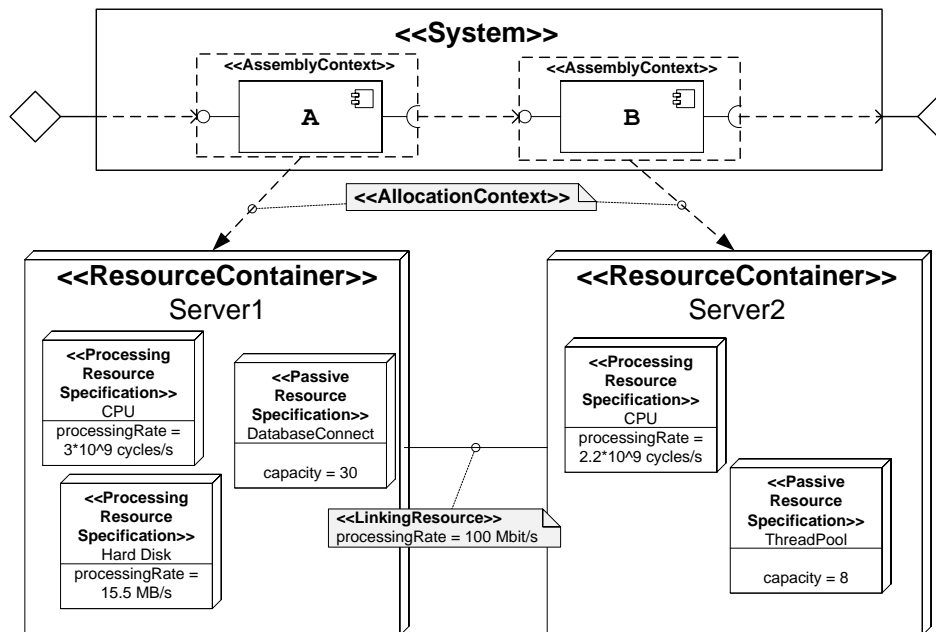 <<System>>
<<AssemblyContext>>
<<AssemblyContext>>
A
B
<<AllocationContext>>
<<ResourceContainer>>
Server1
<<Processing
Resource
Specification>>
CPU
processingRate =
3*10^9 cycles/s
<<Passive
Resource
Specification>>
DatabaseConnect
capacity = 30
<<Processing
Resource
Specification>>
Hard Disk
processingRate =
15.5 MB/s
<<LinkingResource>>
processingRate = 100 Mbit/s
<<ResourceContainer>>
Server2
<<Processing
Resource
Specification>>
CPU
processingRate =
2.2*10^9 cycles/s
<<Passive
Resource
Specification>>
ThreadPool
capacity = 8